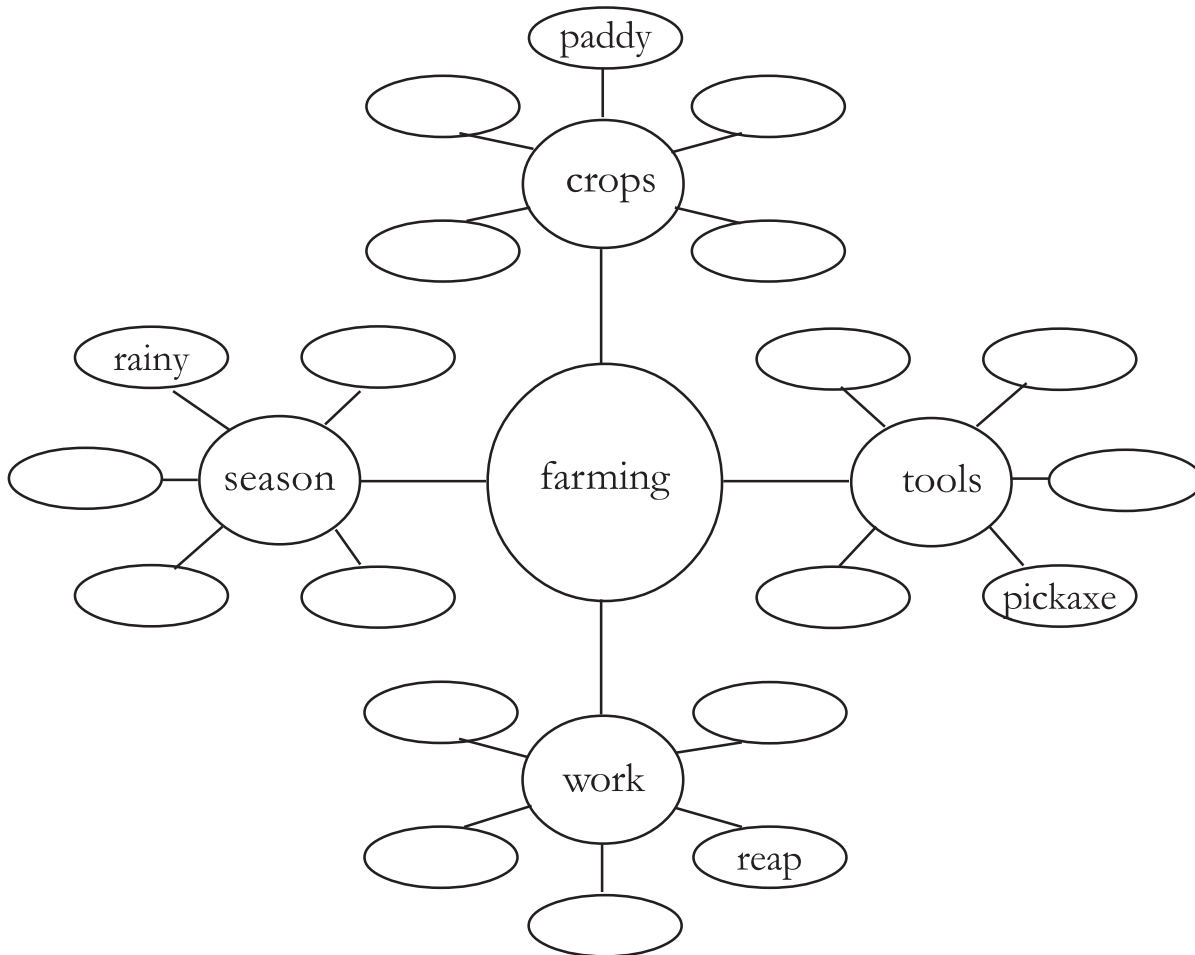 paddy
crops
rainy
season
farming
tools
pickaxe
work
reap